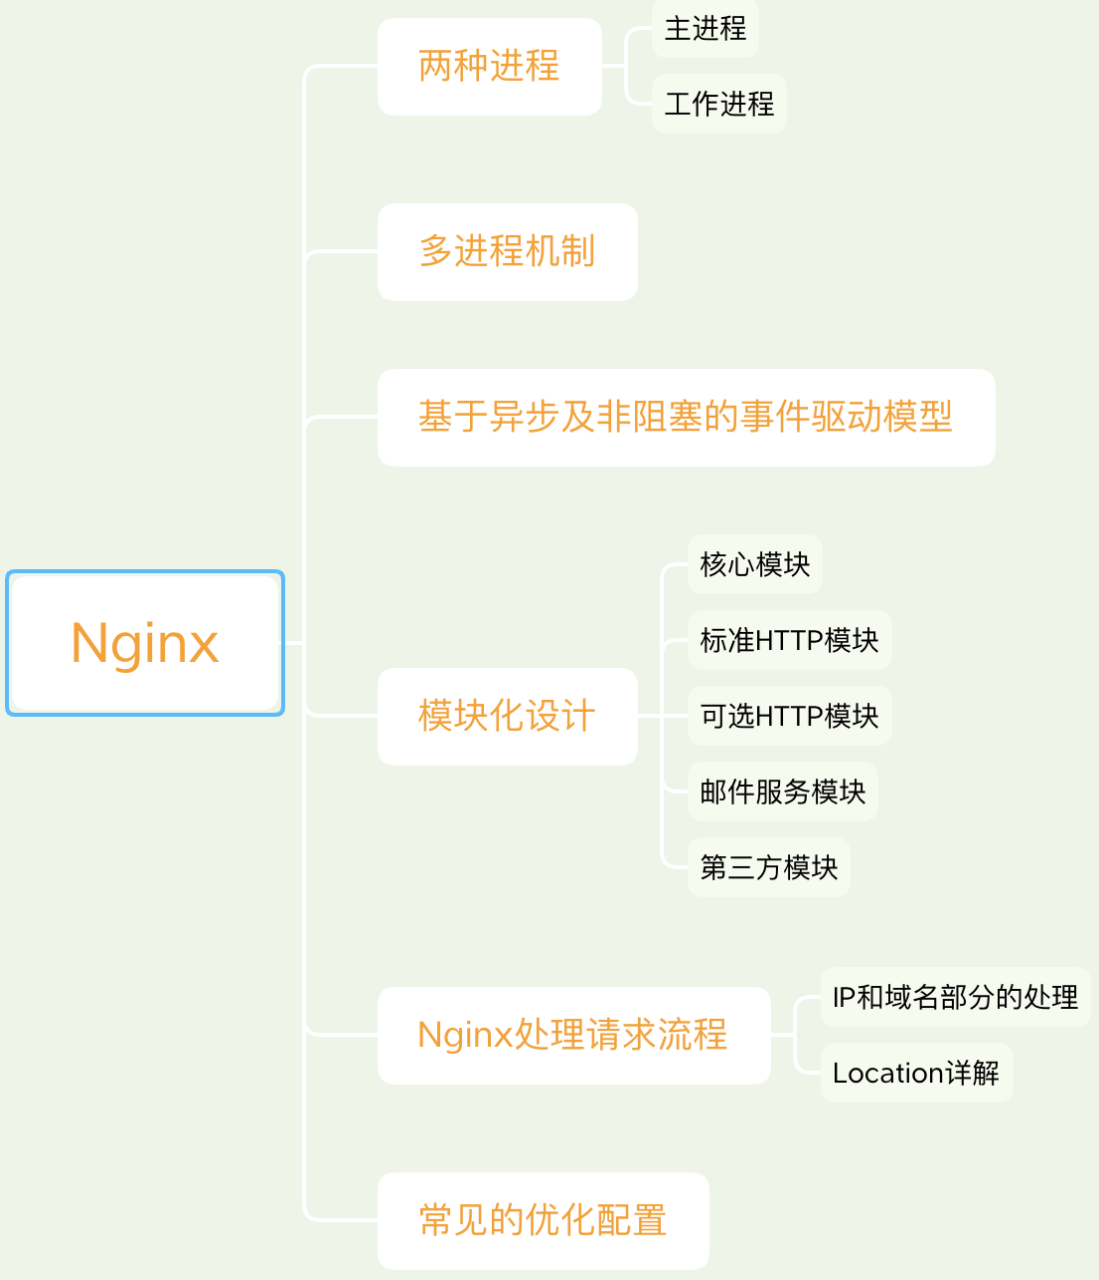 Nginx
两种进程
主进程
工作进程
多进程机制
基于异步及非阻塞的事件驱动模型
模块化设计
核心模块
标准HTTP模块
可选HTTP模块
邮件服务模块
第三方模块
Nginx处理请求流程
IP和域名部分的处理
Location详解
常见的优化配置